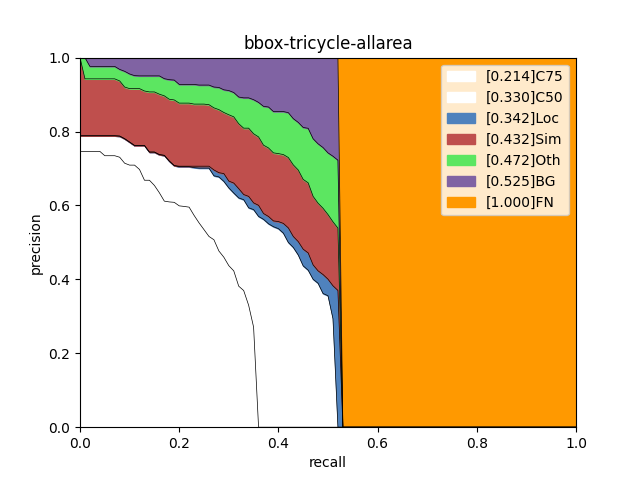 bbox-tricycle-allarea
1.0
0.8
0.6
0.4
0.2
0.0
precision
[0.214]C75
[0.330]C50
[0.342]Loc
[0.432]Sim
[0.472]Oth
[0.525]BG
[1.000]FN
0.0 0.2 0.4 0.6 0.8 1.0
recall